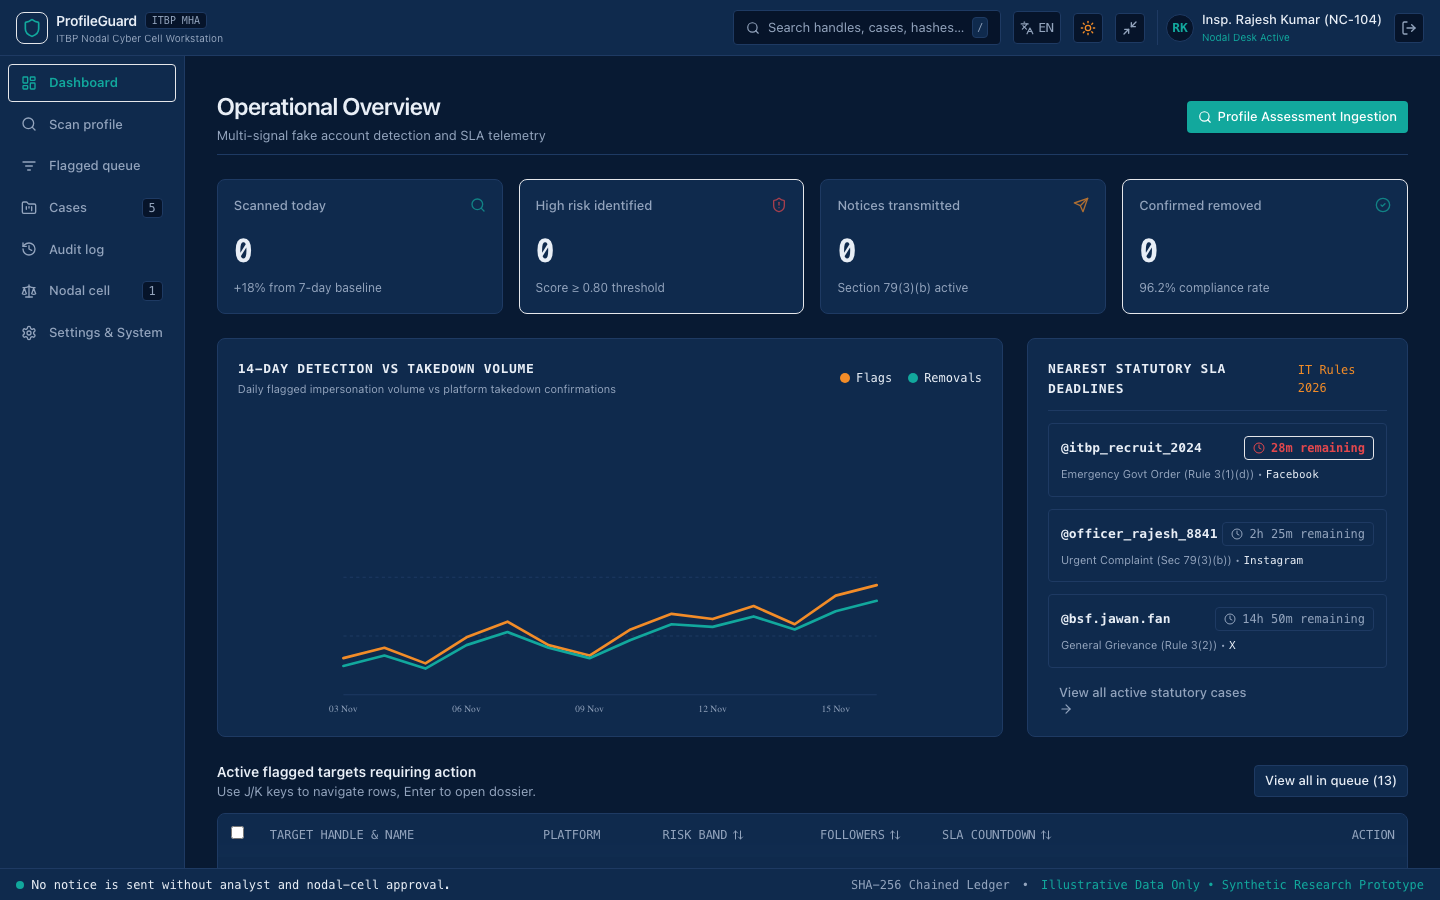 ProfileGuard ITBP MHA
ITBP Nodal Cyber Cell Workstation
Search handles, cases, hashes... /
EN
RK
Insp. Rajesh Kumar (NC-104)
Nodal Desk Active
Dashboard
Scan profile
Flagged queue
Cases 5
Audit log
Nodal cell 1
Settings & System
Operational Overview
Multi-signal fake account detection and SLA telemetry
Profile Assessment Ingestion
Scanned today
0
+18% from 7-day baseline
High risk identified
0
Score ≥ 0.80 threshold
Notices transmitted
0
Section 79(3)(b) active
Confirmed removed
0
96.2% compliance rate
14-DAY DETECTION VS TAKEDOWN VOLUME
Daily flagged impersonation volume vs platform takedown confirmations
Flags Removals
03 Nov 06 Nov 09 Nov 12 Nov 15 Nov
NEAREST STATUTORY SLA
DEADLINES
IT Rules
2026
@itbp_recruit_2024 28m remaining
Emergency Govt Order (Rule 3(1)(d)) • Facebook
@officer_rajesh_8841 2h 25m remaining
Urgent Complaint (Sec 79(3)(b)) • Instagram
@bsf.jawan.fan 14h 50m remaining
General Grievance (Rule 3(2)) • X
View all active statutory cases
→
Active flagged targets requiring action
Use J/K keys to navigate rows, Enter to open dossier.
View all in queue (13)
TARGET HANDLE & NAME PLATFORM RISK BAND ↑↓ FOLLOWERS ↑↓ SLA COUNTDOWN ↑↓ ACTION
No notice is sent without analyst and nodal-cell approval.
SHA-256 Chained Ledger • Illustrative Data Only • Synthetic Research Prototype